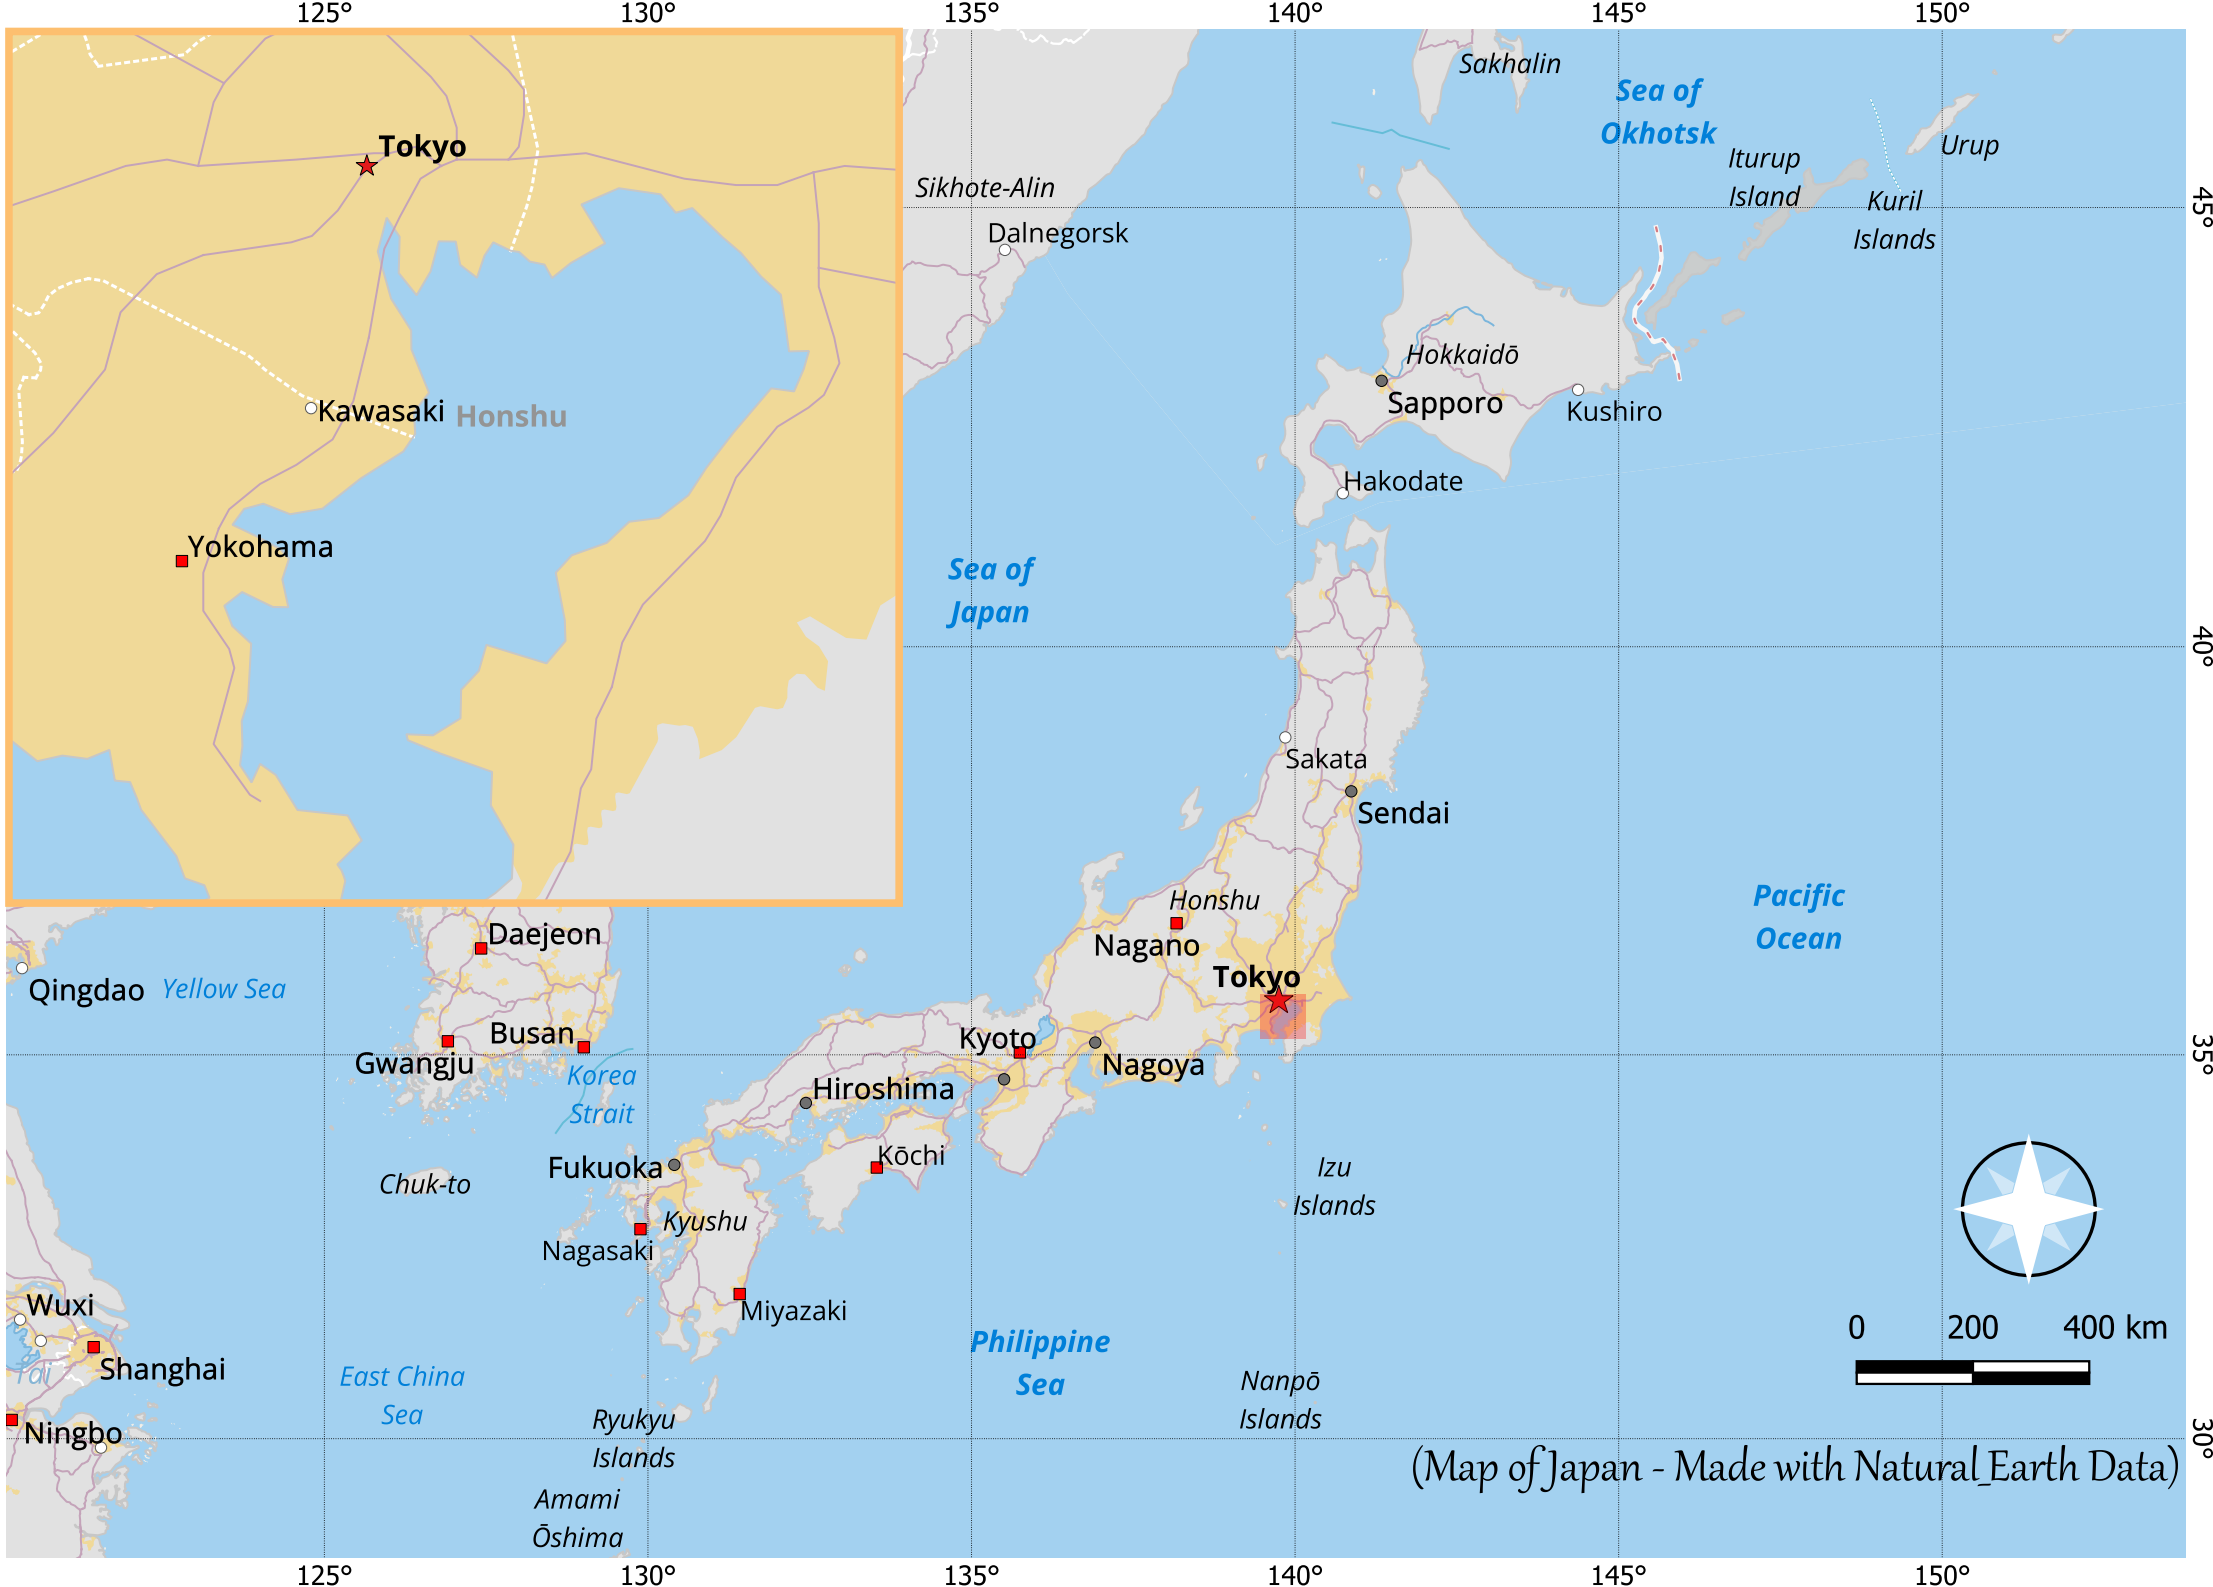 125°
130°
135°
140°
145°
150°
Tokyo
Kawasaki
Honshu
Yokohama
Sakhalin
Sea of
Okhotsk
Iturup
Island
Urup
Kuril
Islands
45°
Sikhote-Alin
Dalnegorsk
Hokkaidō
Sapporo
Kushiro
Hakodate
Sea of
Japan
40°
Sakata
Sendai
Pacific
Ocean
Honshu
Nagano
Tokyo
Daejeon
Qingdao
Yellow Sea
Busan
Gwangju
Korea
Strait
Kyoto
Nagoya
35°
Hiroshima
Fukuoka
Kōchi
Chuk-to
Kyushu
Nagasaki
Izu
Islands
Miyazaki
Wuxi
Shanghai
Tai
Ningbo
East China
Sea
Philippine
Sea
Nanpō
Islands
Ryukyu
Islands
Amami
Ōshima
0
200
400 km
30°
(Map of Japan - Made with Natural_Earth Data)
125°
130°
135°
140°
145°
150°